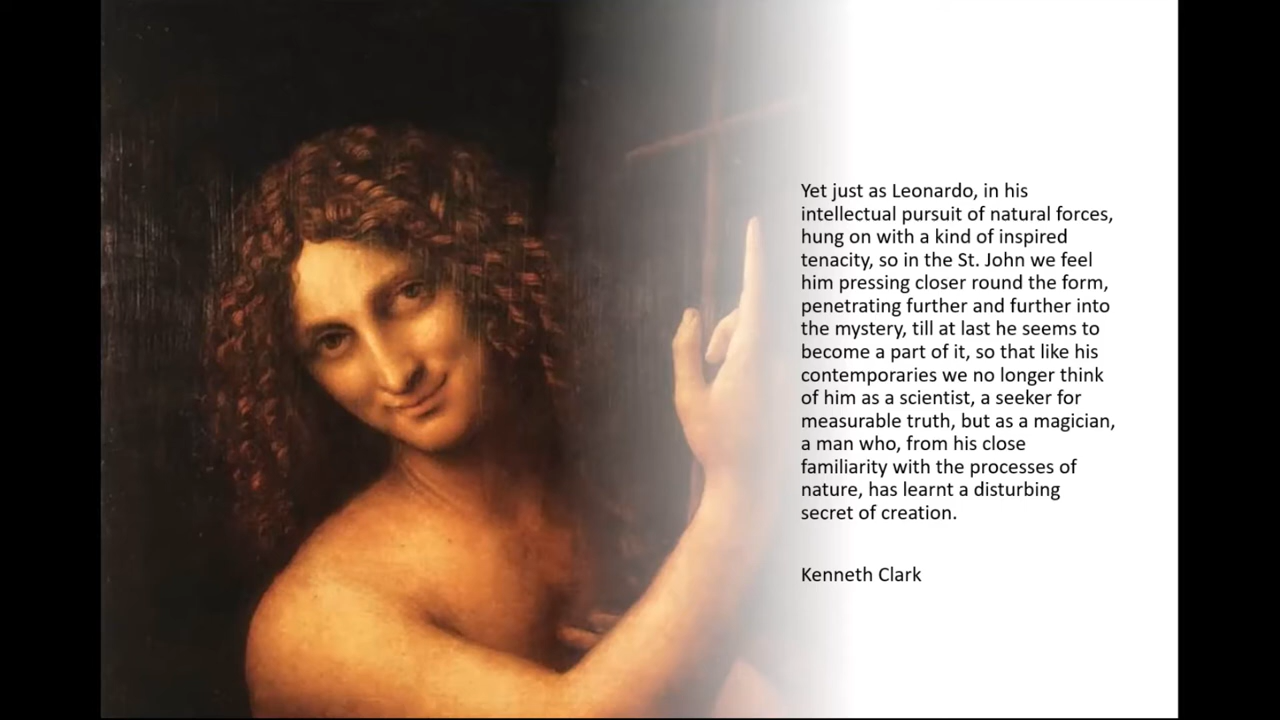 Yet just as Leonardo, in his
intellectual pursuit of natural forces,
hung on with a kind of inspired
tenacity, so in the St. John we feel
him pressing closer round the form,
penetrating further and further into
the mystery, till at last he seems to
become a part of it, so that like his
contemporaries we no longer think
of him as a scientist, a seeker for
measurable truth, but as a magician,
a man who, from his close
familiarity with the processes of
nature, has learnt a disturbing
secret of creation.
Kenneth Clark